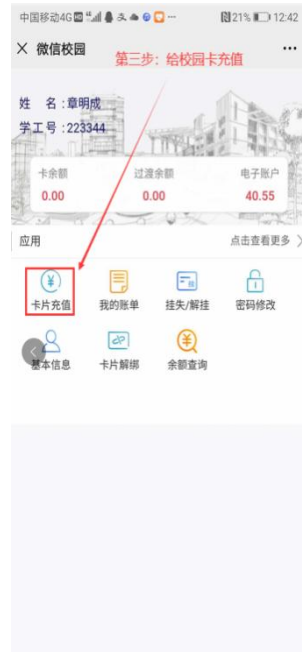 中国移动4G 21% 12:42
微信校园
第三步：给校园卡充值
姓 名：章明成
学工号：223344
卡余额 过渡余额 电子账户
0.00 0.00 40.55
应用 点击查看更多
卡片充值 我的账单 挂失/解挂 密码修改
基本信息 卡片解绑 余额查询